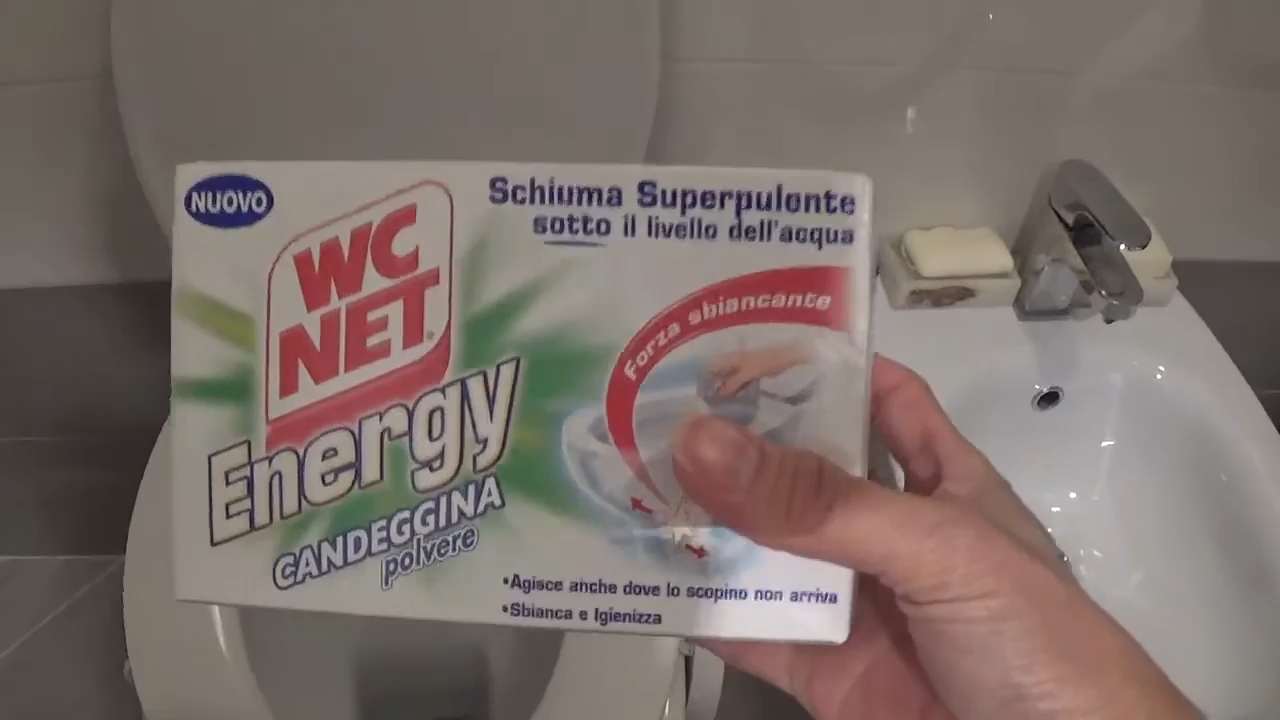 NUOVO
WC
NET
Energy
CANDEGGINA
polvere
Schiuma Superpulente
sotto il livello dell'acqua
Forza sbiancante
•Agisce anche dove lo scopino non arriva
•Sbianca e Igienizza